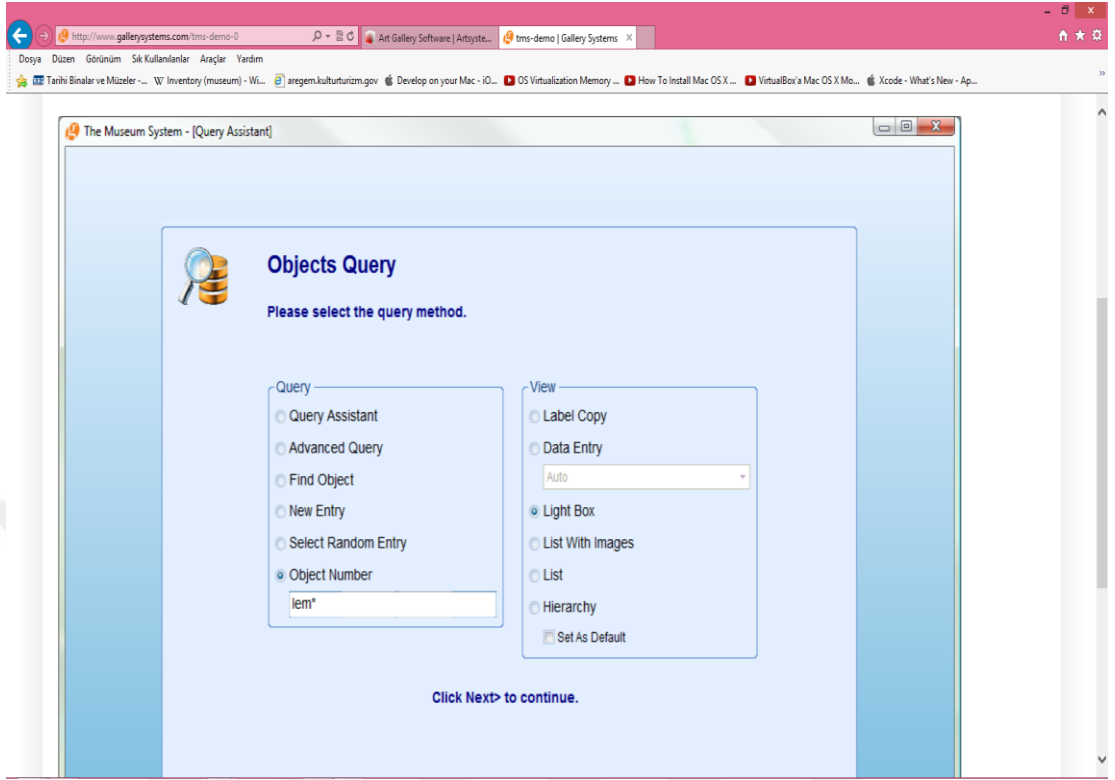 http://www.gallerysystems.com/tms-demo-0
Art Gallery Software | Artsyste...
tms-demo | Gallery Systems
Dosya Düzen Görünüm Sık Kullanılanlar Araçlar Yardım
Tarihi Binalar ve Müzeler -... Inventory (museum) - Wi... aregem.kulturturizm.gov Develop on your Mac - iO... OS Virtualization Memory ... How To Install Mac OS X ... VirtualBox'a Mac OS X Mo... Xcode - What's New - Ap...
The Museum System - [Query Assistant]
Objects Query
Please select the query method.
Query
Query Assistant
Advanced Query
Find Object
New Entry
Select Random Entry
Object Number
lem*
View
Label Copy
Data Entry
Auto
Light Box
List With Images
List
Hierarchy
Set As Default
Click Next> to continue.